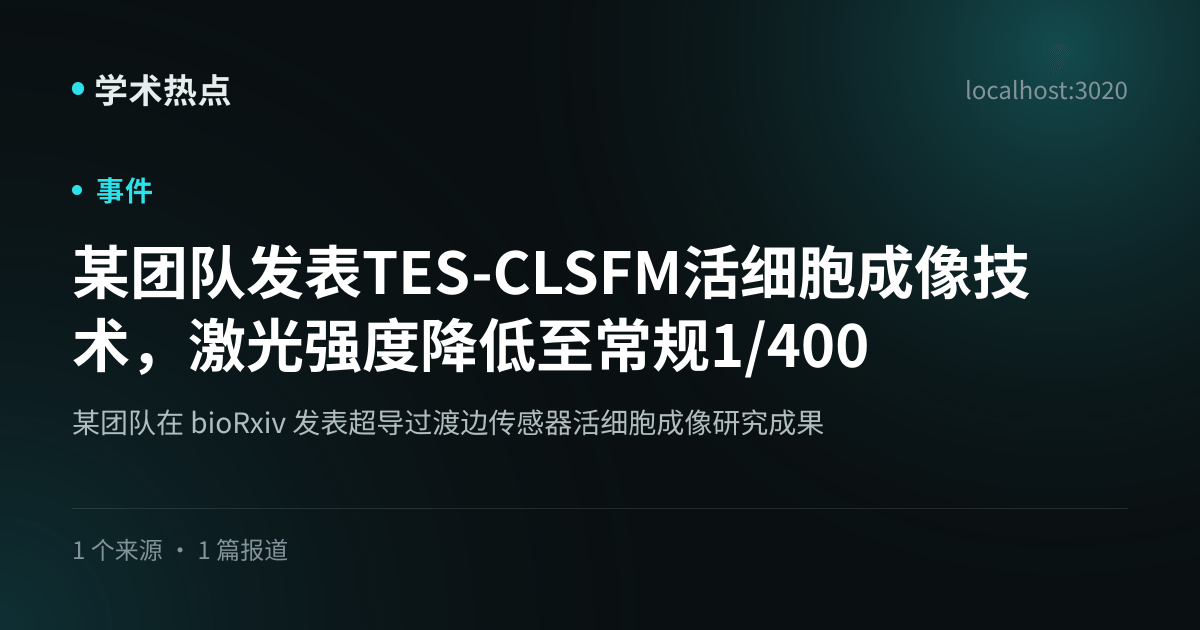 学术热点
localhost:3020
事件
某团队发表TES-CLSFM活细胞成像技
术，激光强度降低至常规1/400
某团队在 bioRxiv 发表超导过渡边传感器活细胞成像研究成果
1 个来源 · 1 篇报道